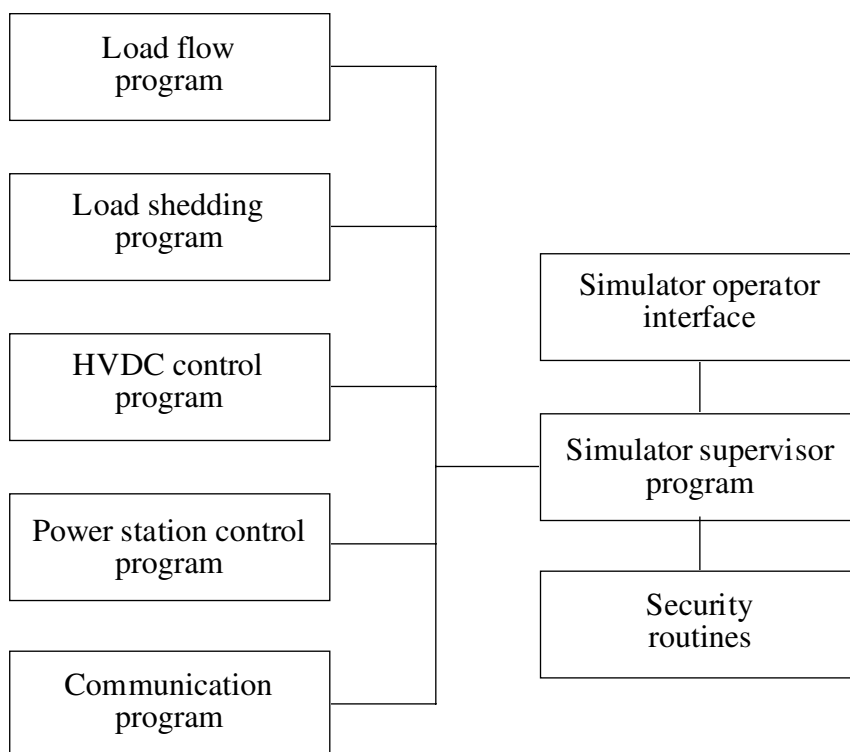 Load flow
program
Load shedding
program
HVDC control
program
Power station control
program
Communication
program
Simulator operator
interface
Simulator supervisor
program
Security
routines